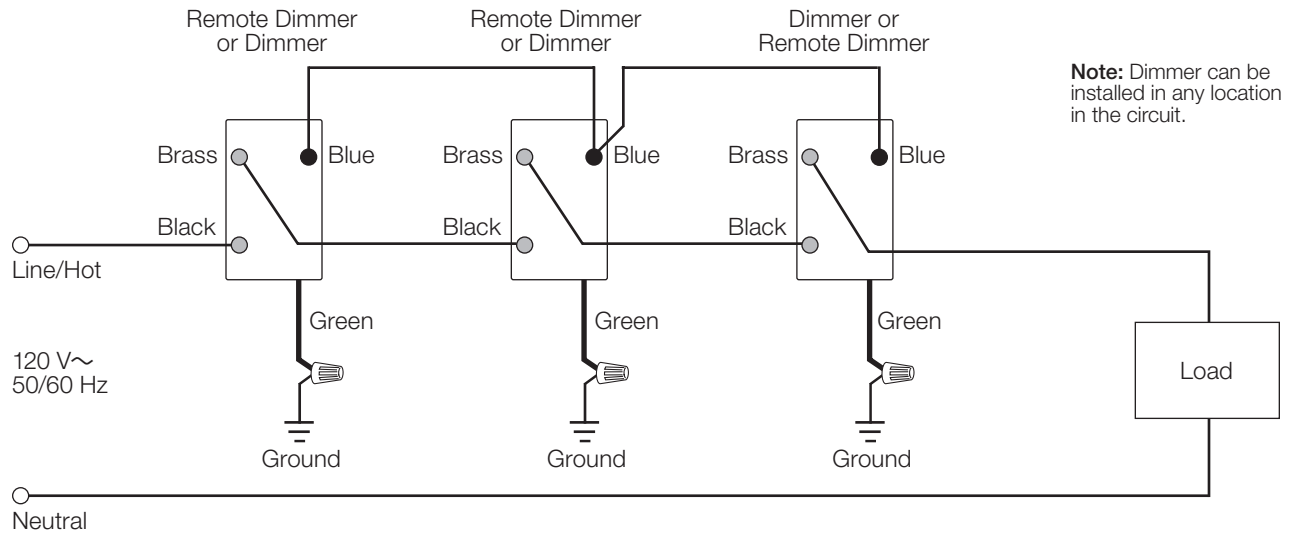 Remote Dimmer
or Dimmer
Remote Dimmer
or Dimmer
Dimmer or
Remote Dimmer
Note: Dimmer can be
installed in any location
in the circuit.
Brass
Blue
Brass
Blue
Brass
Blue
Black
Black
Black
Line/Hot
Green
Green
Green
120 V~
50/60 Hz
Load
Ground
Ground
Ground
Neutral